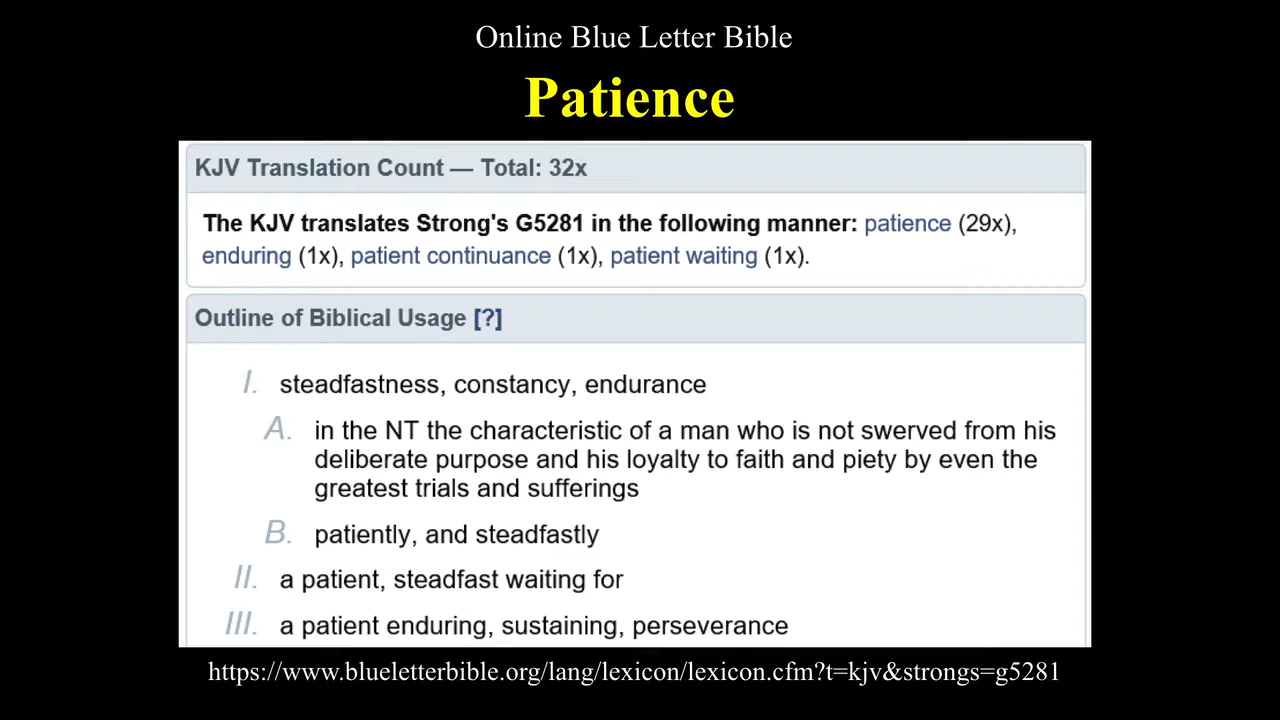 Online Blue Letter Bible
Patience
KJV Translation Count — Total: 32x
The KJV translates Strong's G5281 in the following manner: patience (29x),
enduring (1x), patient continuance (1x), patient waiting (1x).
Outline of Biblical Usage [?]
I. steadfastness, constancy, endurance
A. in the NT the characteristic of a man who is not swerved from his
deliberate purpose and his loyalty to faith and piety by even the
greatest trials and sufferings
B. patiently, and steadfastly
II. a patient, steadfast waiting for
III. a patient enduring, sustaining, perseverance
https://www.blueletterbible.org/lang/lexicon/lexicon.cfm?t=kjv&strongs=g5281